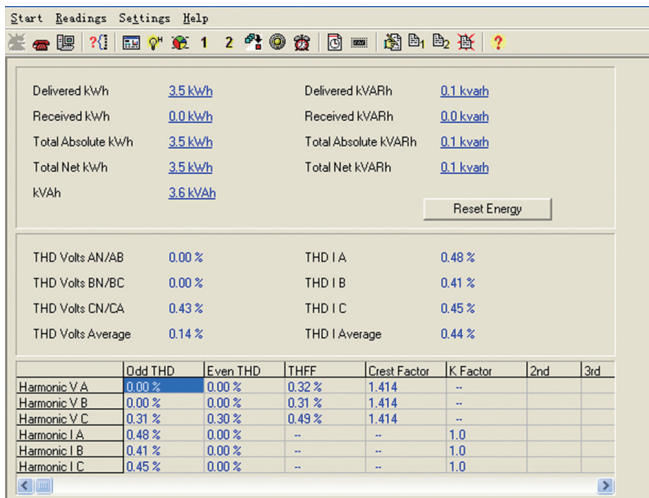 Start Readings Settings Help
?{} 1 2 1 2 ?
Delivered kWh 3.5 kWh Delivered kVARh 0.1 kvarh
Received kWh 0.0 kWh Received kVARh 0.0 kvarh
Total Absolute kWh 3.5 kWh Total Absolute kVARh 0.1 kvarh
Total Net kWh 3.5 kWh Total Net kVARh 0.1 kvarh
kVAh 3.6 kVAh
Reset Energy
THD Volts AN/AB 0.00 % THD I A 0.48 %
THD Volts BN/BC 0.00 % THD I B 0.41 %
THD Volts CN/CA 0.43 % THD I C 0.45 %
THD Volts Average 0.14 % THD I Average 0.44 %
Odd THD Even THD THFF Crest Factor K Factor 2nd 3rd
Harmonic V A 0.00 % 0.00 % 0.32 % 1.414 --
Harmonic V B 0.00 % 0.00 % 0.31 % 1.414 --
Harmonic V C 0.31 % 0.30 % 0.49 % 1.414 --
Harmonic I A 0.48 % 0.00 % -- -- 1.0
Harmonic I B 0.41 % 0.00 % -- -- 1.0
Harmonic I C 0.45 % 0.00 % -- -- 1.0